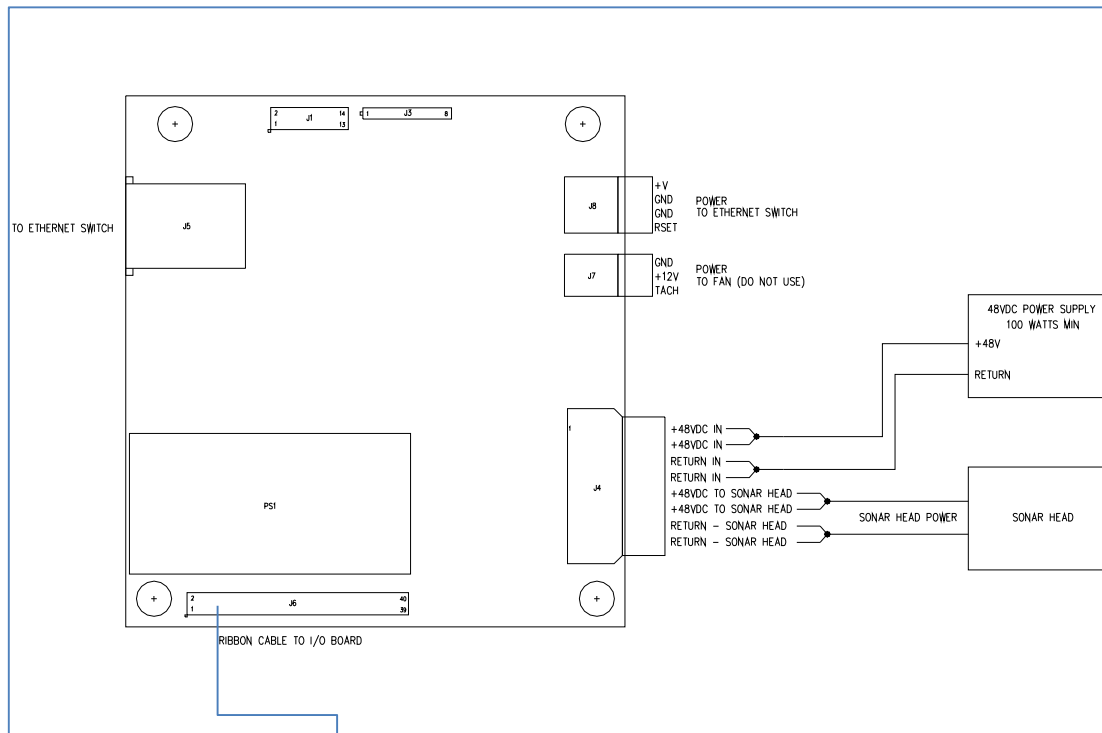 2 14
J1
1 13
1 J3 8
TO ETHERNET SWITCH
J5
J8
+V
GND
GND
RSET
POWER
TO ETHERNET SWITCH
J7
GND
+12V
TACH
POWER
TO FAN (DO NOT USE)
48VDC POWER SUPPLY
100 WATTS MIN
+48V
RETURN
1
J4
+48VDC IN
+48VDC IN
RETURN IN
RETURN IN
+48VDC TO SONAR HEAD
+48VDC TO SONAR HEAD
RETURN - SONAR HEAD
RETURN - SONAR HEAD
SONAR HEAD POWER
SONAR HEAD
PS1
2 40
J6
1 39
RIBBON CABLE TO I/O BOARD